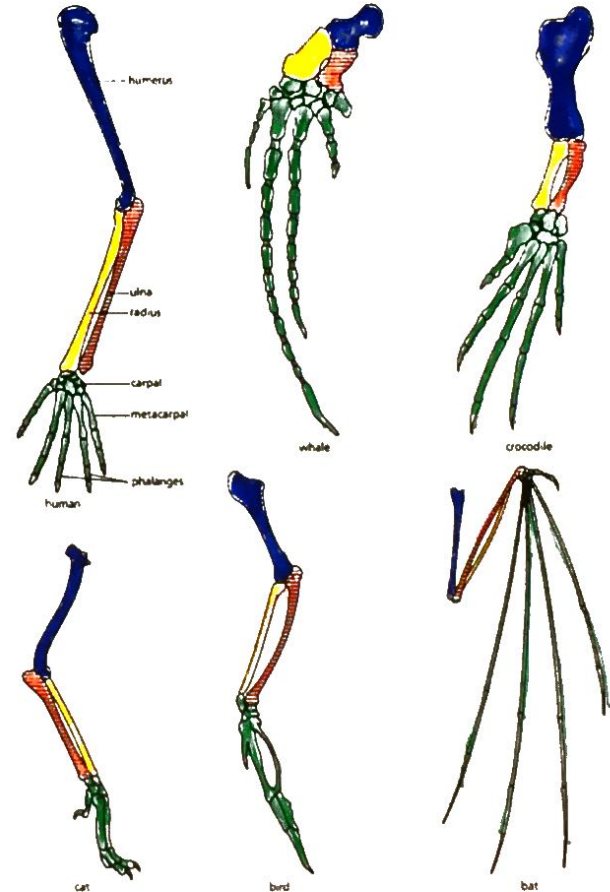 humerus
ulna
radius
carpal
metacarpal
phalanges
human
whale
crocodile
cat
bird
bat